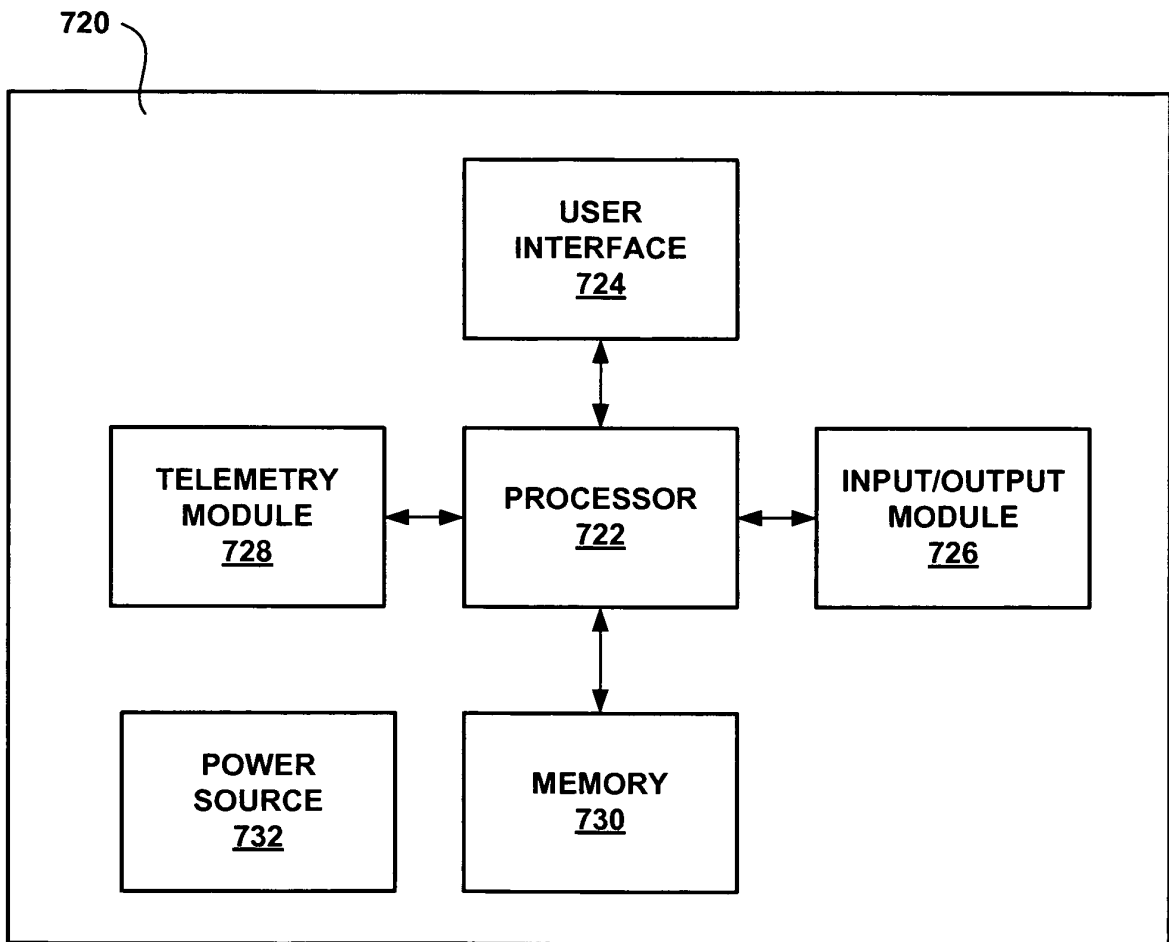 720
USER
INTERFACE
724
TELEMETRY
MODULE
728
PROCESSOR
722
INPUT/OUTPUT
MODULE
726
POWER
SOURCE
732
MEMORY
730